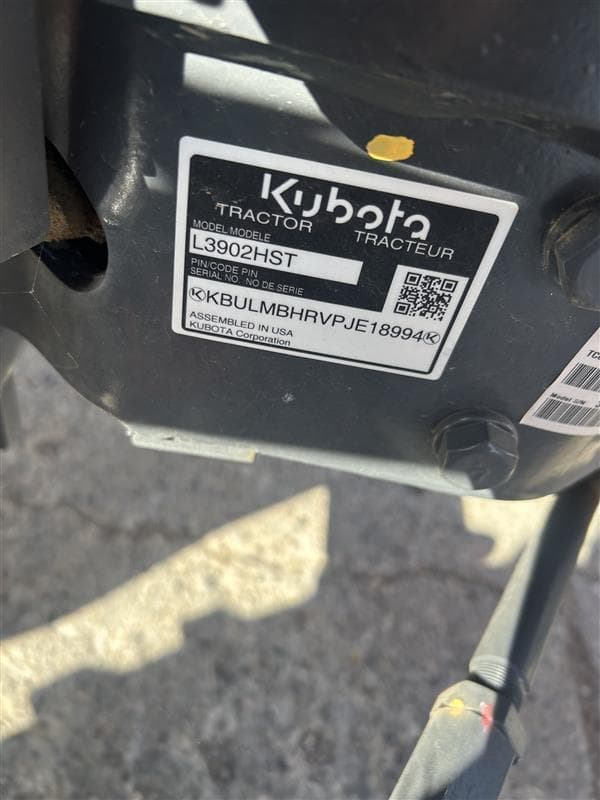 Kubota
TRACTOR TRACTEUR
MODEL MODELE
L3902HST
PIN/CODE PIN
SERIAL NO. NO DE SERIE
KBULMBHRVPJE18994
ASSEMBLED IN USA
KUBOTA Corporation
Model S/N